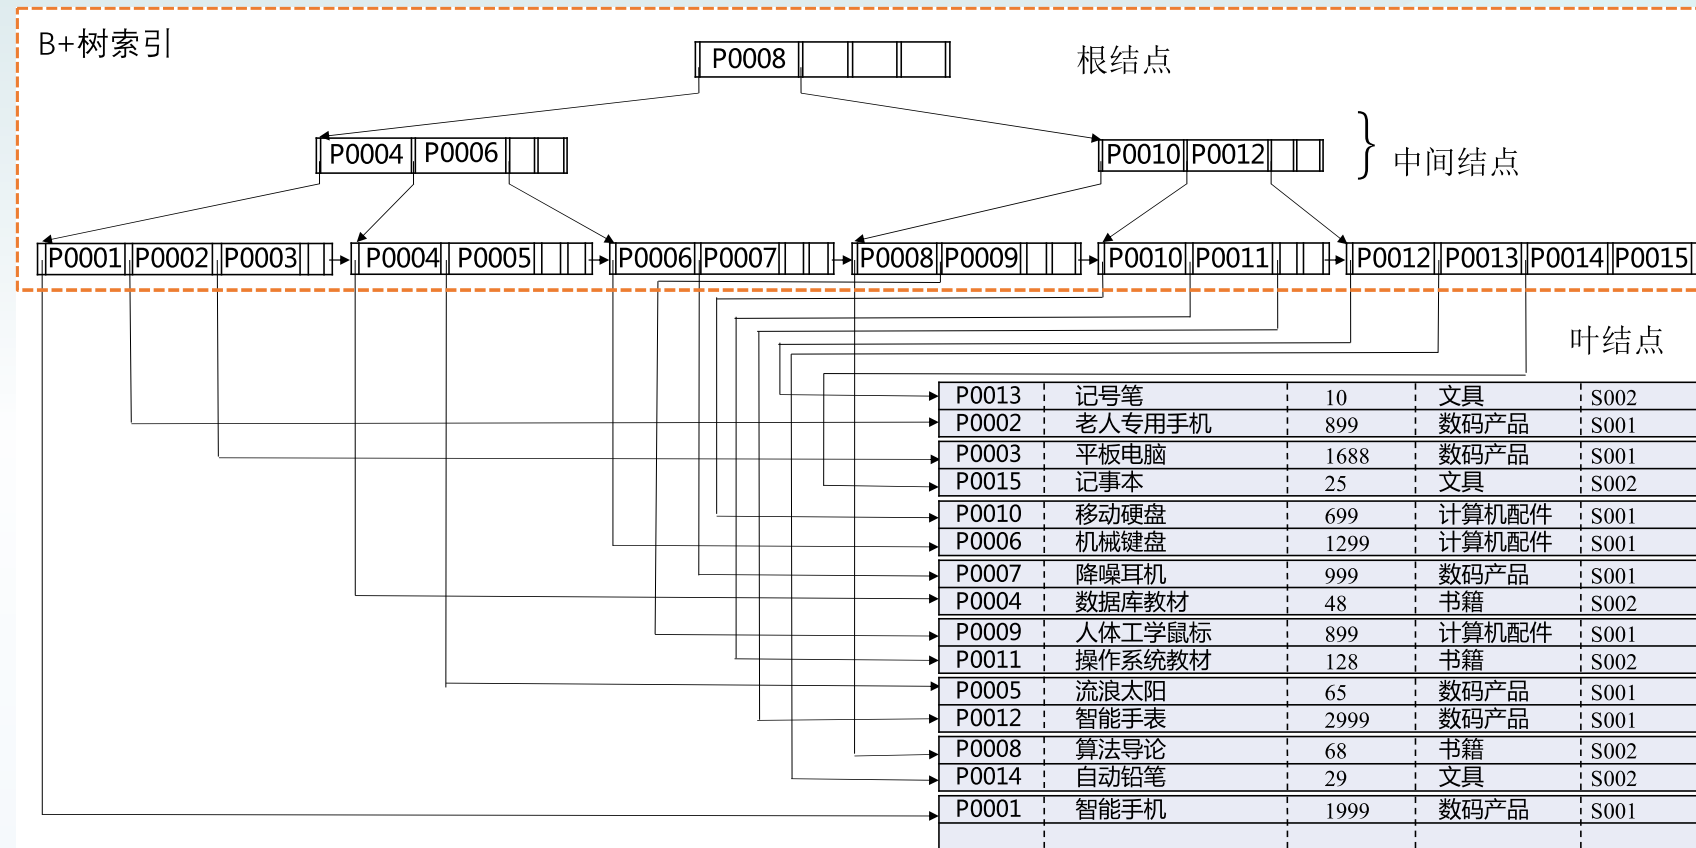 B+树索引
P0008
根结点
P0004 P0006
P0010 P0012
中间结点
P0001 P0002 P0003 P0004 P0005 P0006 P0007 P0008 P0009 P0010 P0011 P0012 P0013 P0014 P0015
叶结点
P0013 记号笔 10 文具 S002
P0002 老人专用手机 899 数码产品 S001
P0003 平板电脑 1688 数码产品 S001
P0015 记事本 25 文具 S002
P0010 移动硬盘 699 计算机配件 S001
P0006 机械键盘 1299 计算机配件 S001
P0007 降噪耳机 999 数码产品 S001
P0004 数据库教材 48 书籍 S002
P0009 人体工学鼠标 899 计算机配件 S001
P0011 操作系统教材 128 书籍 S002
P0005 流浪太阳 65 数码产品 S001
P0012 智能手表 2999 数码产品 S001
P0008 算法导论 68 书籍 S002
P0014 自动铅笔 29 文具 S002
P0001 智能手机 1999 数码产品 S001